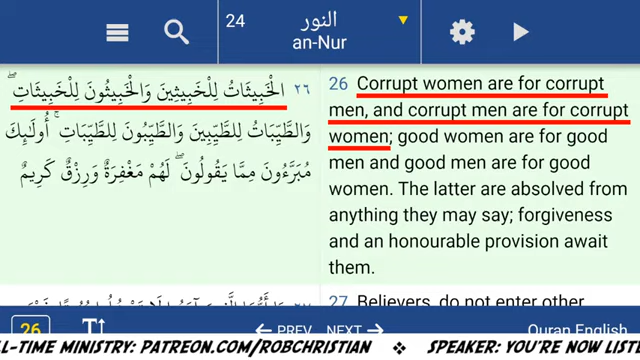 24
النور
an-Nur
٢٦ الْخَبِيثَاتُ لِلْخَبِيثِينَ وَالْخَبِيثُونَ لِلْخَبِيثَاتِ ۖ
وَالطَّيِّبَاتُ لِلطَّيِّبِينَ وَالطَّيِّبُونَ لِلطَّيِّبَاتِ ۚ أُولَٰئِكَ
مُبَرَّءُونَ مِمَّا يَقُولُونَ ۖ لَهُم مَّغْفِرَةٌ وَرِزْقٌ كَرِيمٌ
26 Corrupt women are for corrupt
men, and corrupt men are for corrupt
women; good women are for good
men and good men are for good
women. The latter are absolved from
anything they may say; forgiveness
and an honourable provision await
them.
27 Believers, do not enter other
26
T↑
← PREV
NEXT →
Quran English
LL-TIME MINISTRY: PATREON.COM/ROBCHRISTIAN ❖ SPEAKER: YOU'RE NOW LIST